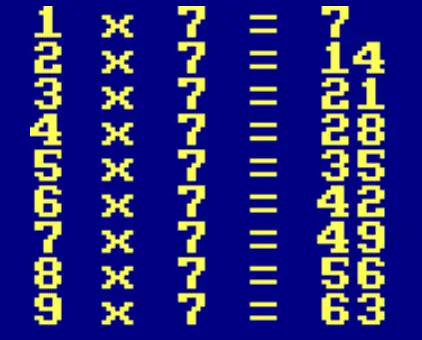 1 x 7 = 7
2 x 7 = 14
3 x 7 = 21
4 x 7 = 28
5 x 7 = 35
6 x 7 = 42
7 x 7 = 49
8 x 7 = 56
9 x 7 = 63